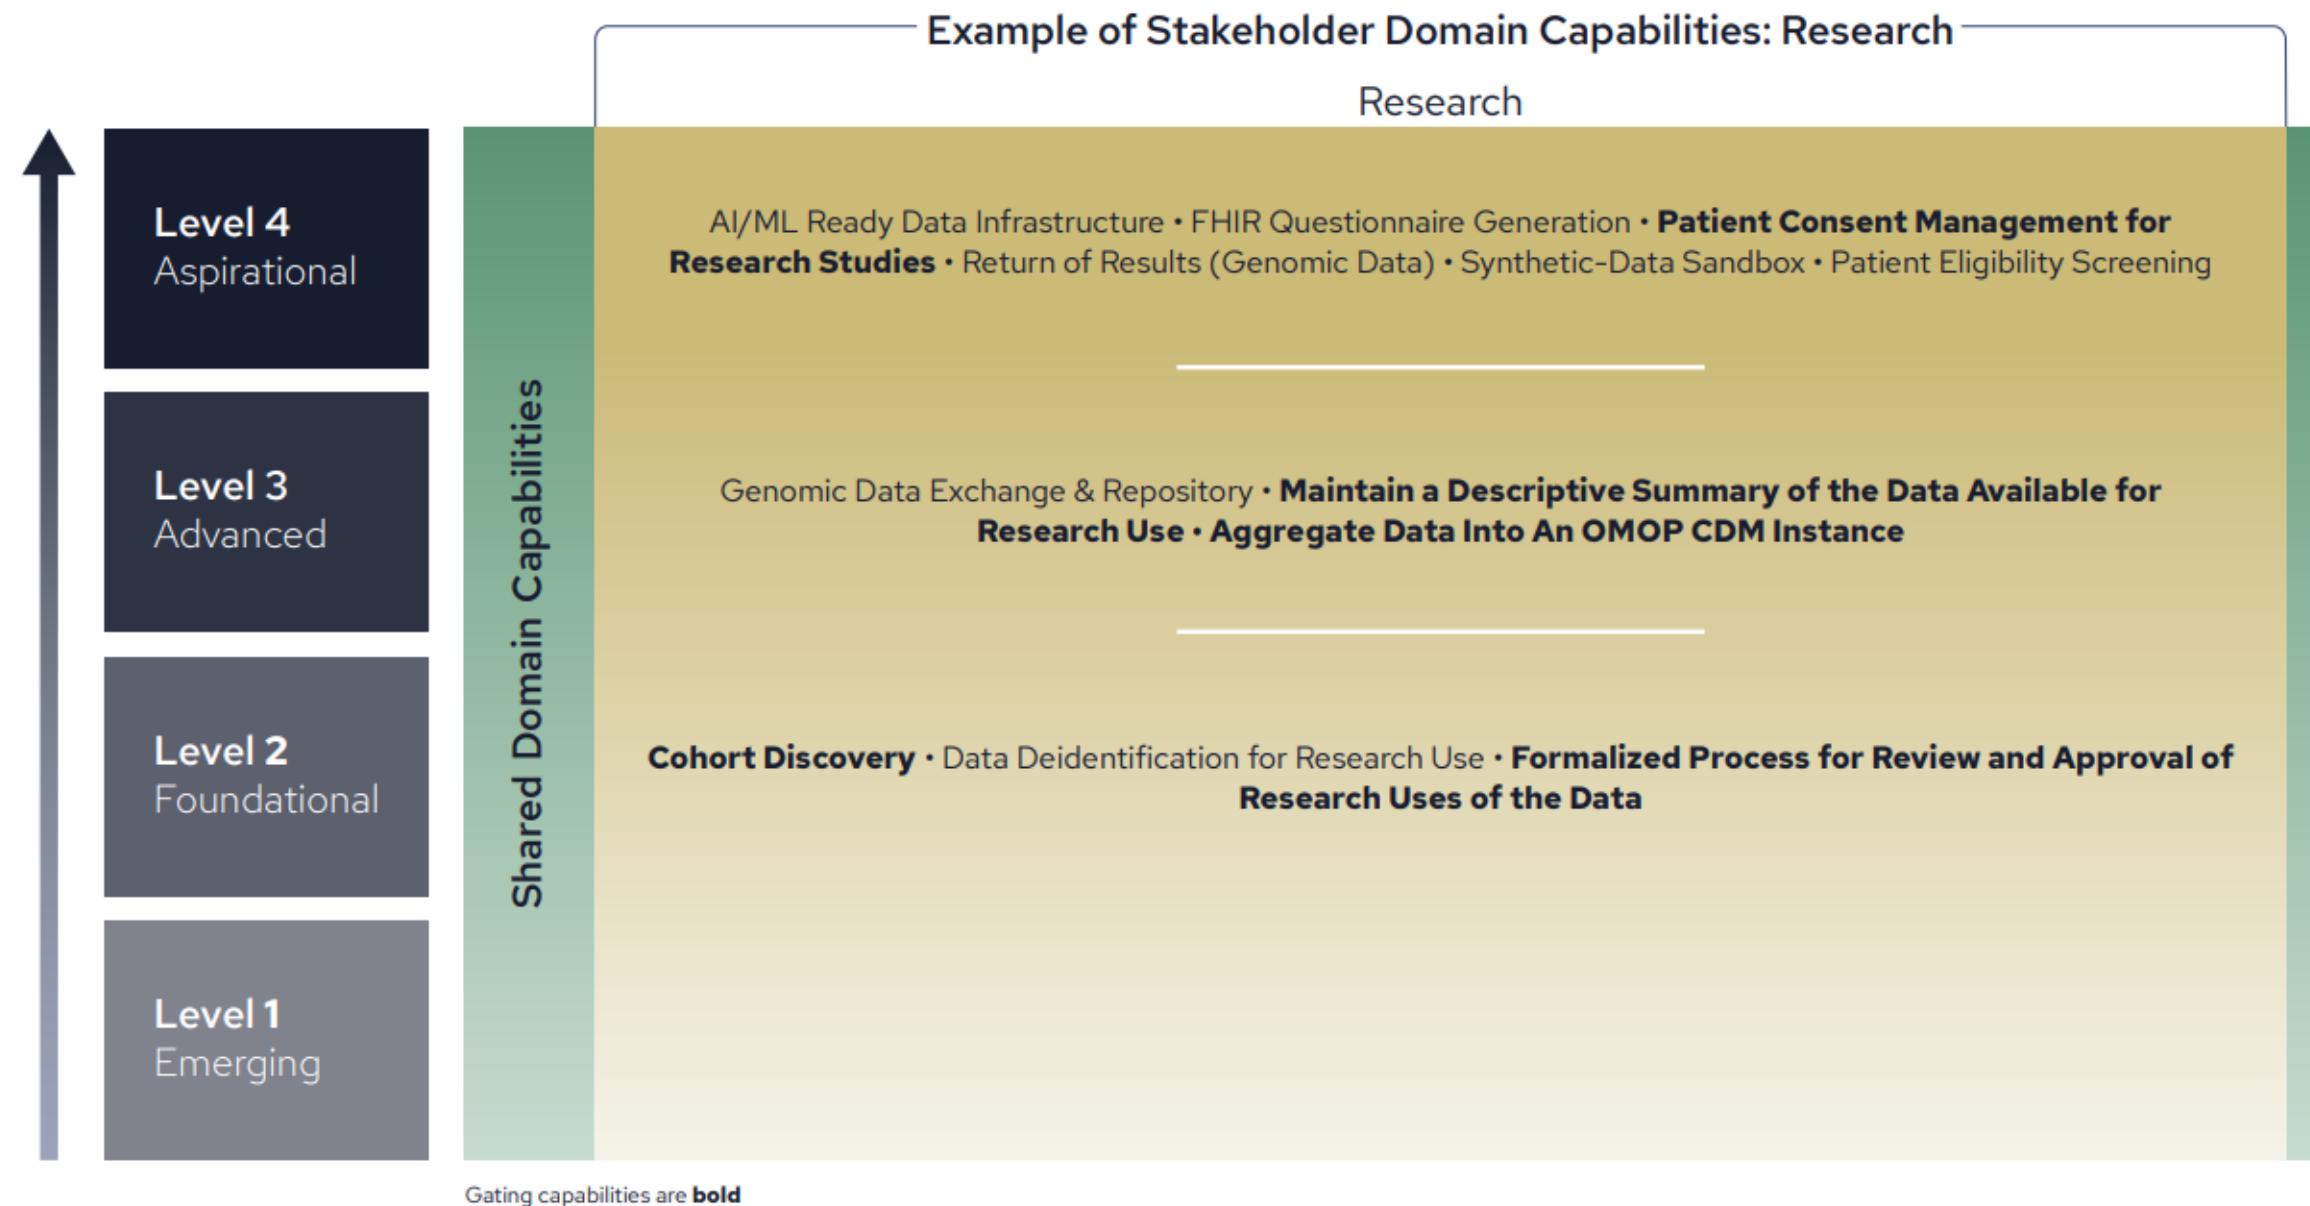 Example of Stakeholder Domain Capabilities: Research
Research
Level 4
Aspirational
AI/ML Ready Data Infrastructure • FHIR Questionnaire Generation • Patient Consent Management for
Research Studies • Return of Results (Genomic Data) • Synthetic-Data Sandbox • Patient Eligibility Screening
Level 3
Advanced
Genomic Data Exchange & Repository • Maintain a Descriptive Summary of the Data Available for
Research Use • Aggregate Data Into An OMOP CDM Instance
Level 2
Foundational
Cohort Discovery • Data Deidentification for Research Use • Formalized Process for Review and Approval of
Research Uses of the Data
Level 1
Emerging
Shared Domain Capabilities
Gating capabilities are bold